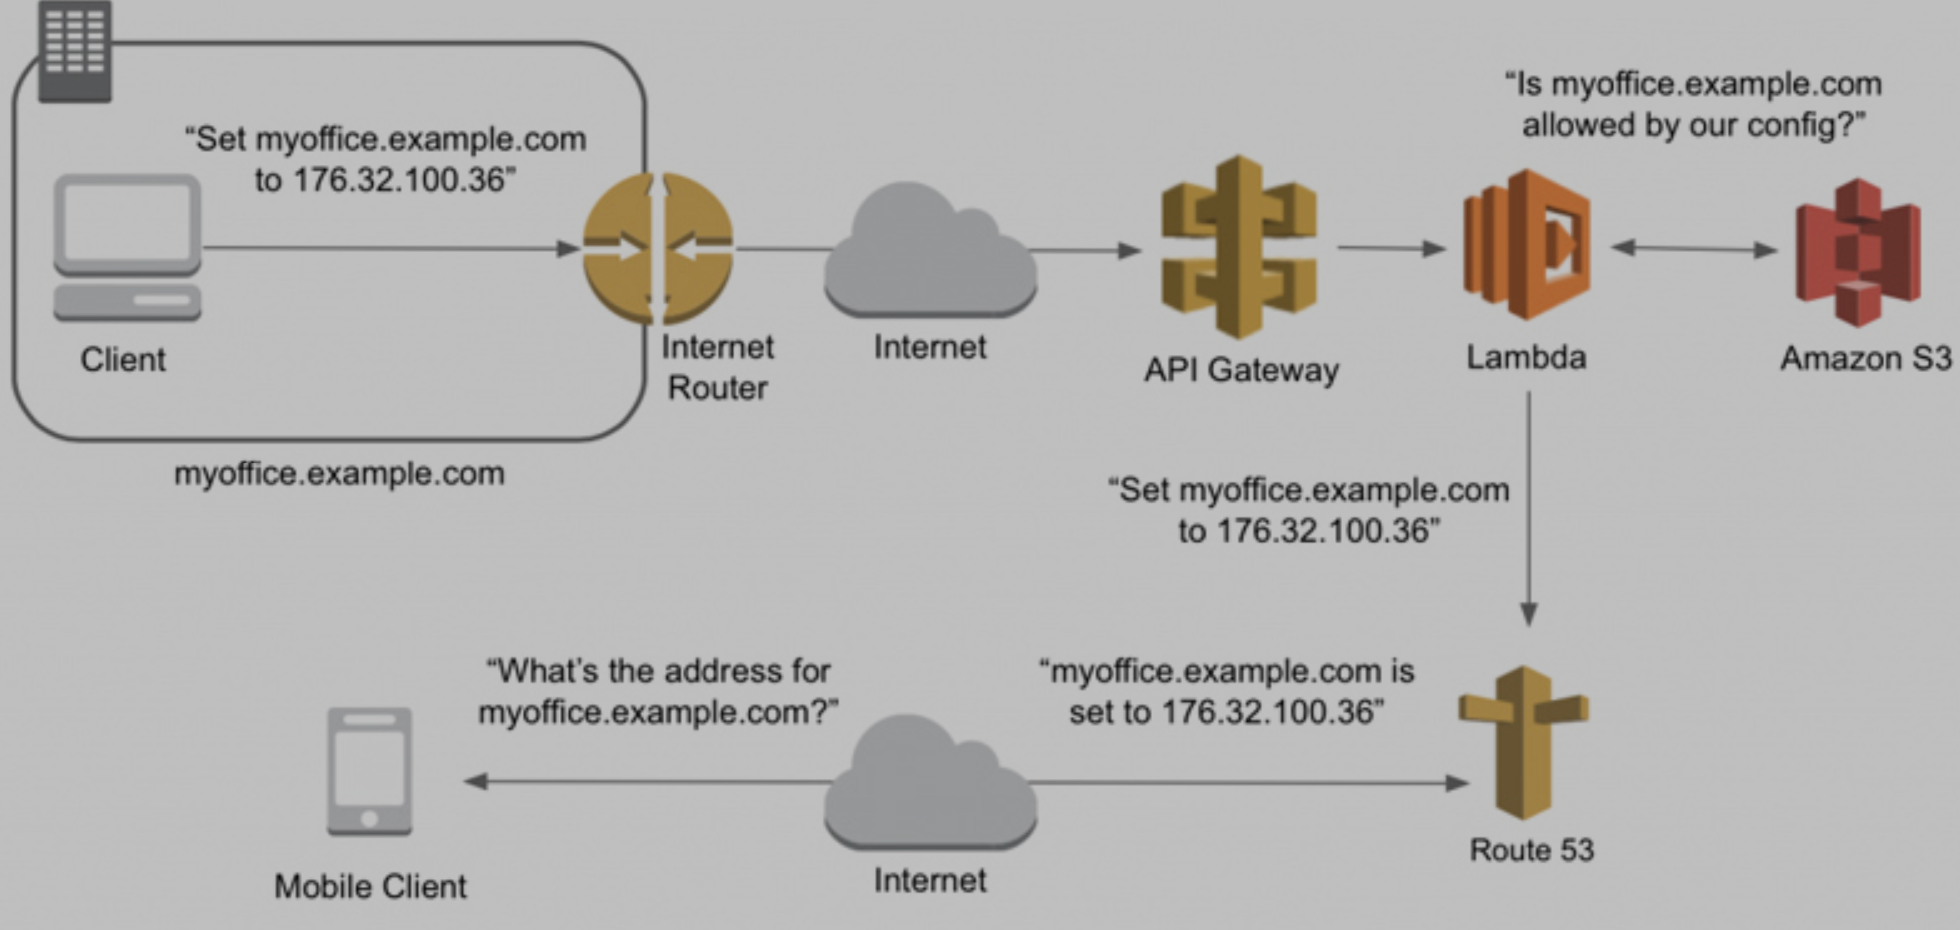 “Set myoffice.example.com
to 176.32.100.36”
“Is myoffice.example.com
allowed by our config?”
Client
Internet
Router
Internet
API Gateway
Lambda
Amazon S3
myoffice.example.com
“Set myoffice.example.com
to 176.32.100.36”
“What’s the address for
myoffice.example.com?”
“myoffice.example.com is
set to 176.32.100.36”
Mobile Client
Internet
Route 53